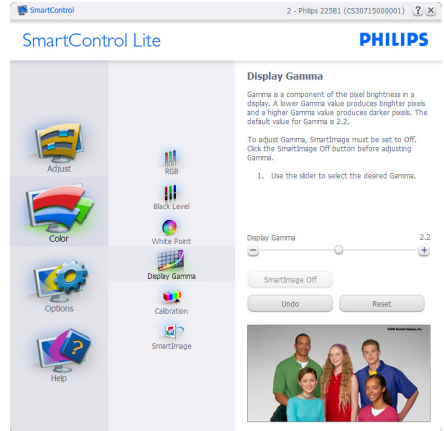 SmartControl
2 - Philips 225B1 (CS30715000001)
SmartControl Lite
PHILIPS
Display Gamma
Gamma is a component of the pixel brightness in a
display. A lower Gamma value produces brighter pixels
and a higher Gamma value produces darker pixels. The
default value for Gamma is 2.2.
To adjust Gamma, SmartImage must be set to Off.
Click the SmartImage Off button before adjusting
Gamma.
1. Use the slider to select the desired Gamma.
Adjust
Color
Options
Help
RGB
Black Level
White Point
Display Gamma
Calibration
SmartImage
Display Gamma
2.2
SmartImage Off
Undo
Reset